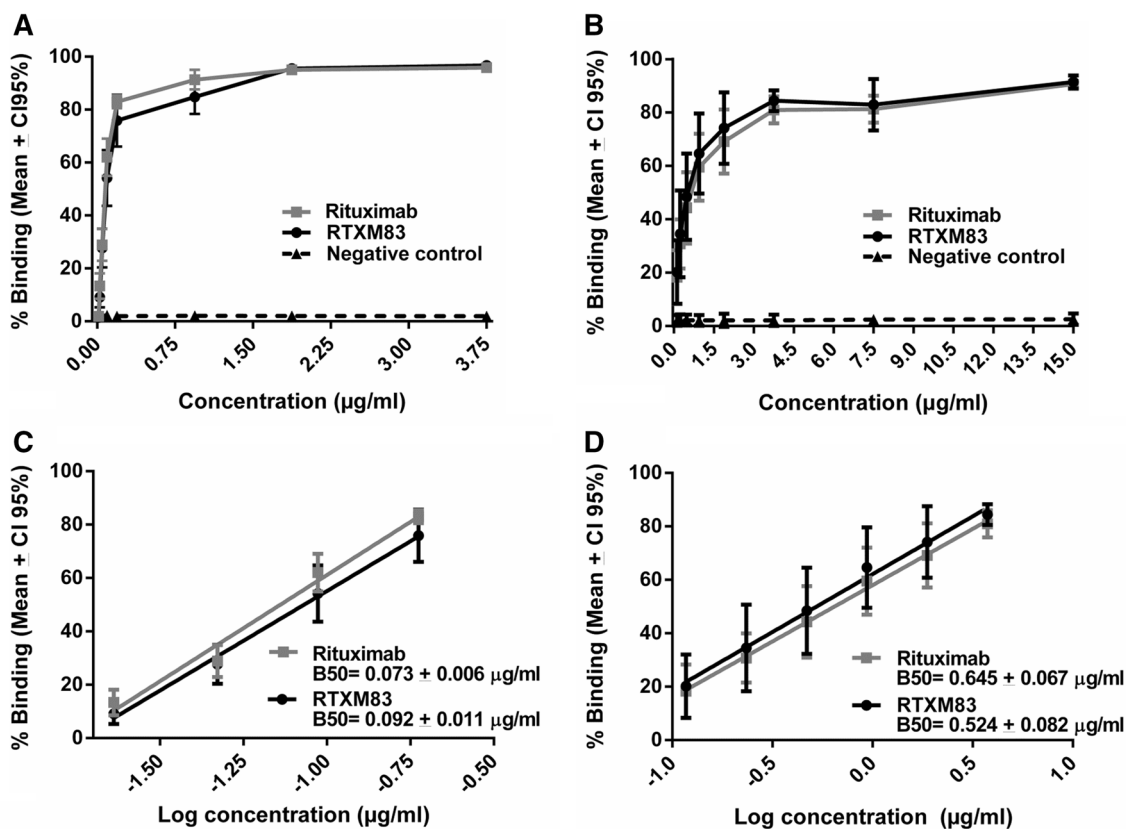 A
% Binding (Mean ± CI95%)
100
80
60
40
20
0
Rituximab
RTXM83
Negative control
0.00
0.75
1.50
2.25
3.00
3.75
Concentration (µg/ml)
B
% Binding (Mean ± CI 95%)
100
80
60
40
20
0
Rituximab
RTXM83
Negative control
0.0
1.5
3.0
4.5
6.0
7.5
9.0
10.5
12.0
13.5
15.0
Concentration (µg/ml)
C
% Binding (Mean ± CI 95%)
100
80
60
40
20
0
Rituximab
B50= 0.073 ± 0.006 µg/ml
RTXM83
B50= 0.092 ± 0.011 µg/ml
-1.50
-1.25
-1.00
-0.75
-0.50
Log concentration (µg/ml)
D
% Binding (Mean ± CI 95%)
100
80
60
40
20
0
Rituximab
B50= 0.645 ± 0.067 µg/ml
RTXM83
B50= 0.524 ± 0.082 µg/ml
-1.0
-0.5
0.0
0.5
1.0
Log concentration (µg/ml)